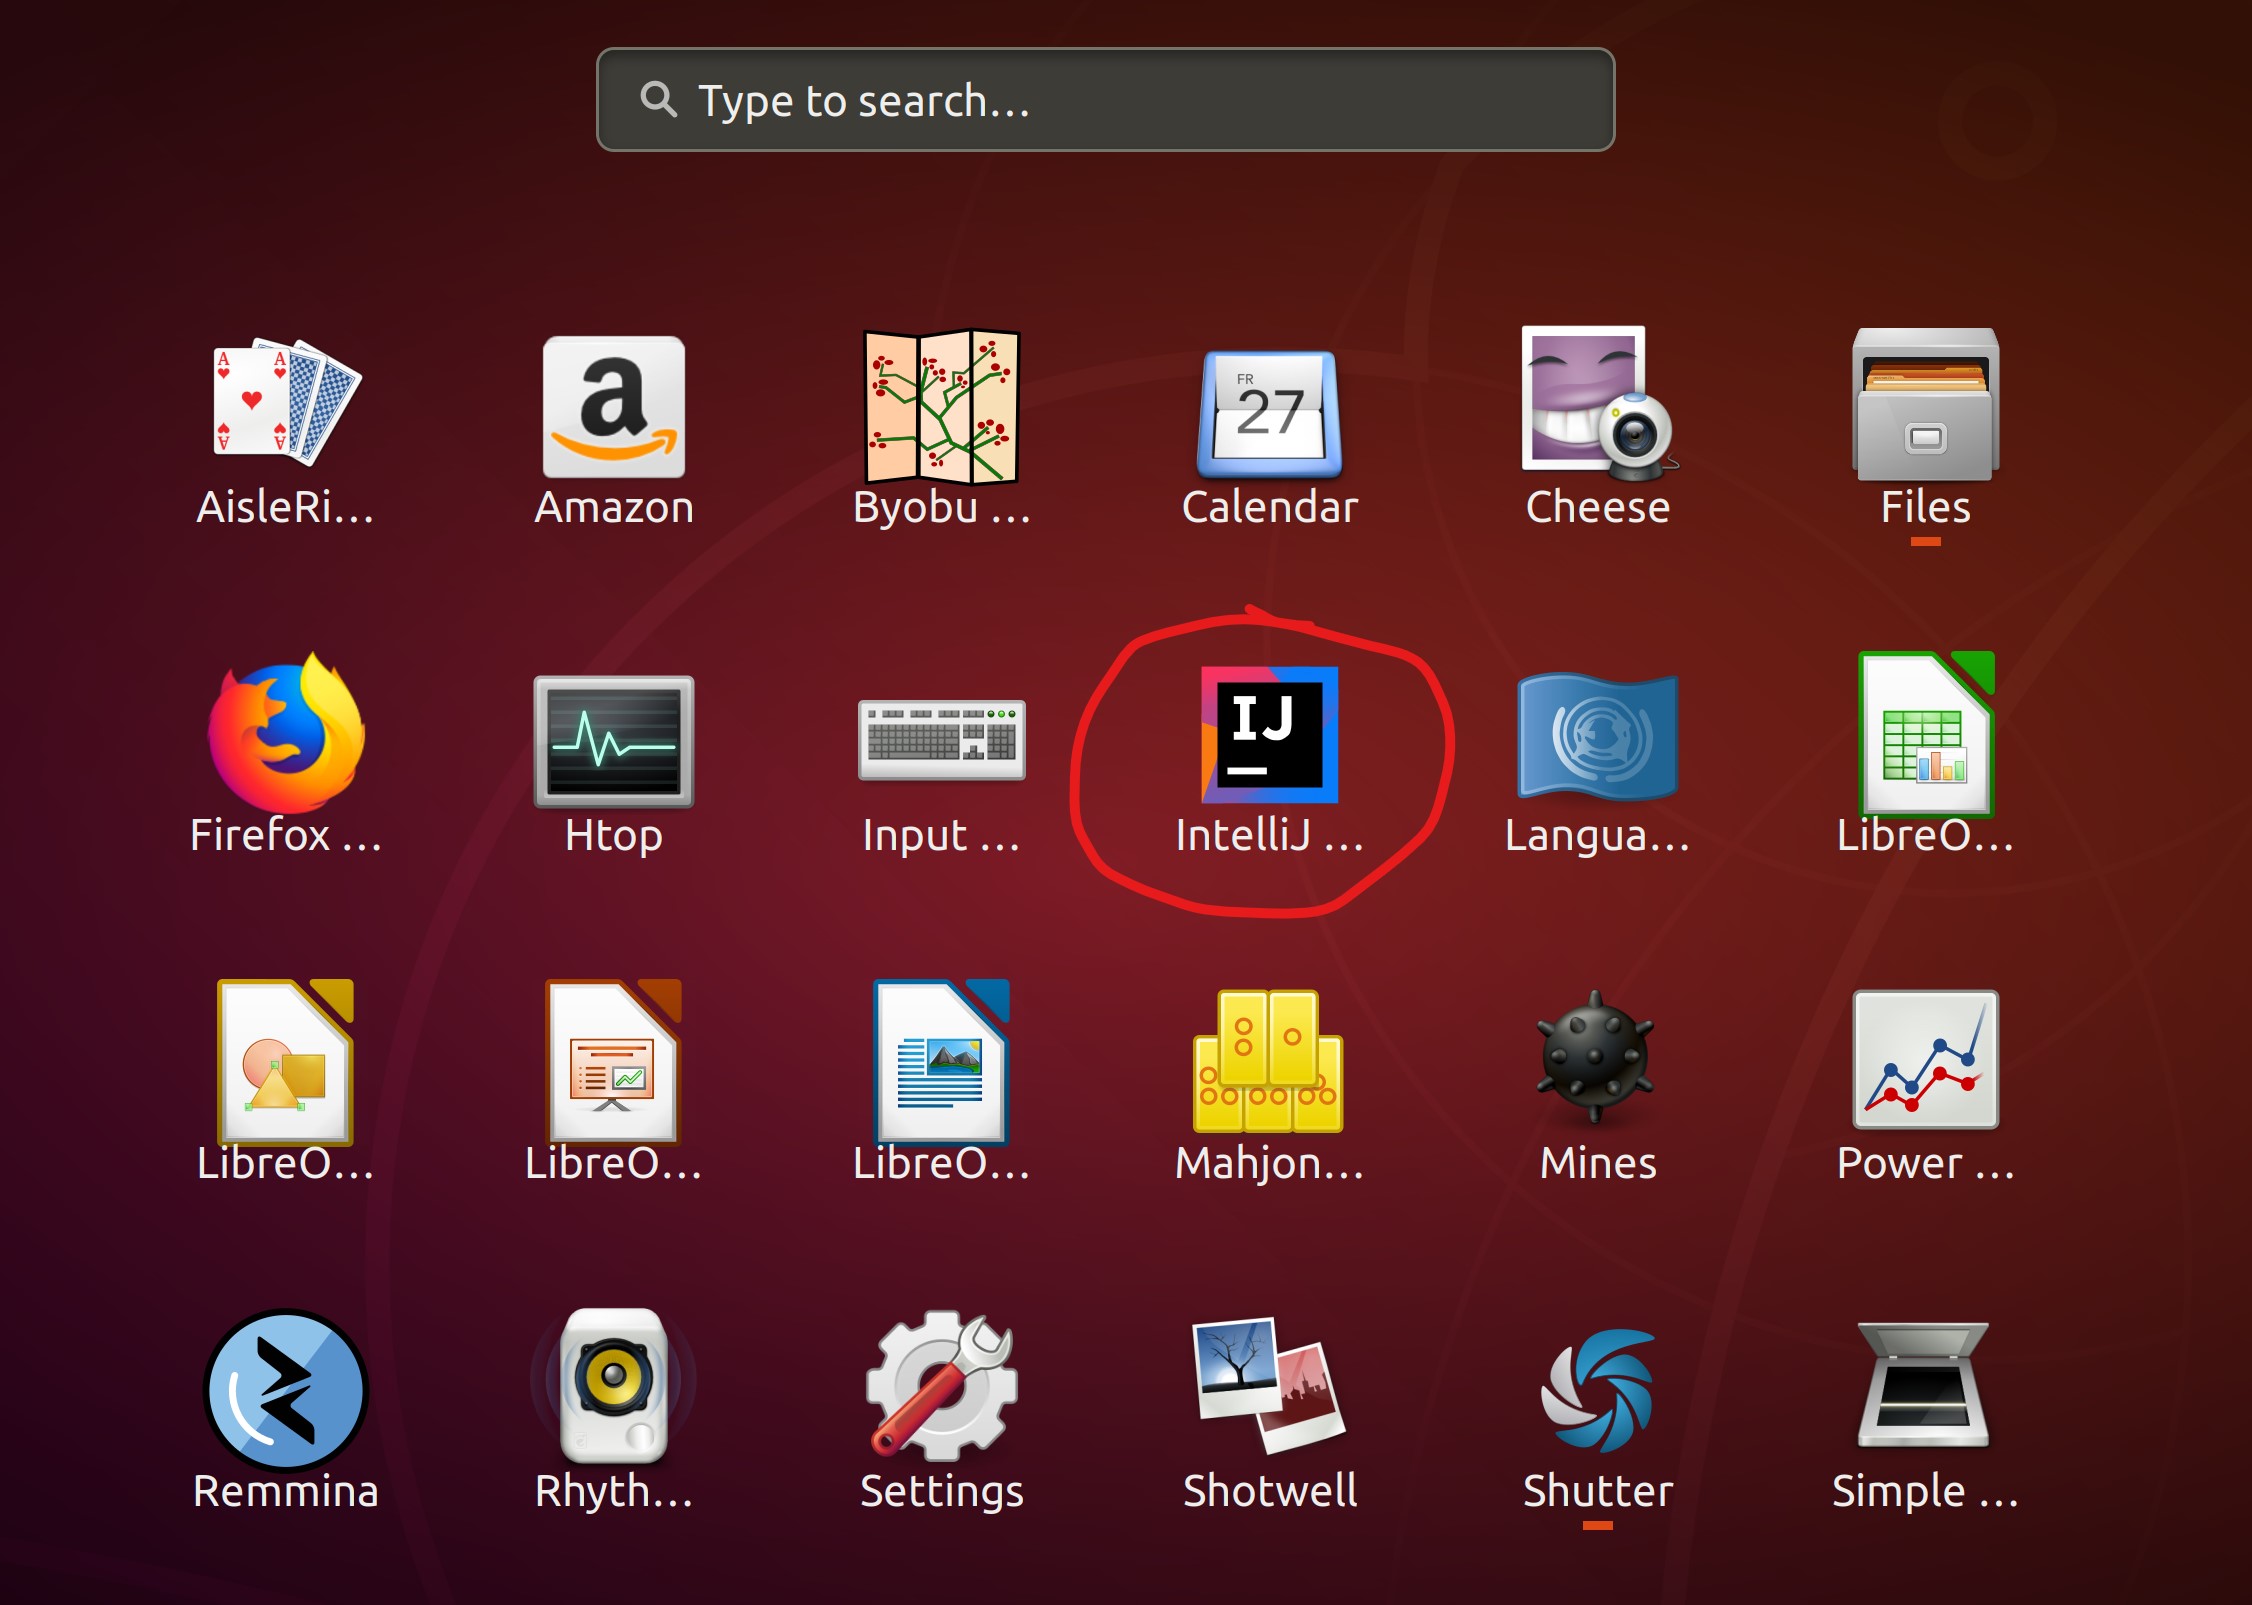 Type to search...
A A
A A
a
FR
27
AisleRi...
Amazon
Byobu ...
Calendar
Cheese
Files
IJ
Firefox ...
Htop
Input ...
IntelliJ ...
Langua...
LibreO...
LibreO...
LibreO...
LibreO...
Mahjon...
Mines
Power ...
Remmina
Rhyth...
Settings
Shotwell
Shutter
Simple ...